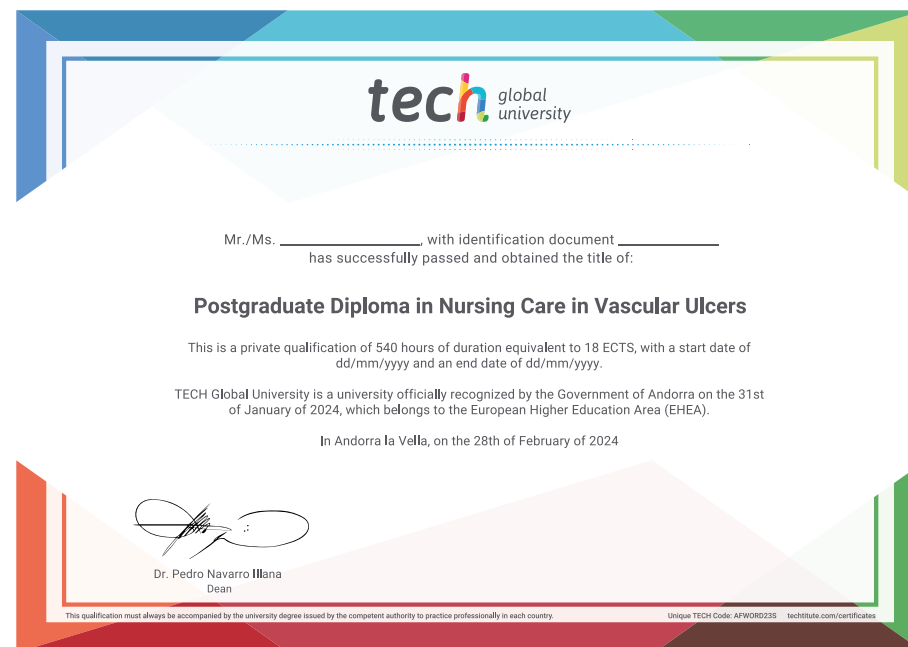 tech global university
Mr./Ms. ____________, with identification document ____________
has successfully passed and obtained the title of:
Postgraduate Diploma in Nursing Care in Vascular Ulcers
This is a private qualification of 540 hours of duration equivalent to 18 ECTS, with a start date of
dd/mm/yyyy and an end date of dd/mm/yyyy.
TECH Global University is a university officially recognized by the Government of Andorra on the 31st
of January of 2024, which belongs to the European Higher Education Area (EHEA).
In Andorra la Vella, on the 28th of February of 2024
Dr. Pedro Navarro Illana
Dean
This qualification must always be accompanied by the university degree issued by the competent authority to practice professionally in each country.
Unique TECH Code: AFWORD23S techtitute.com/certificates